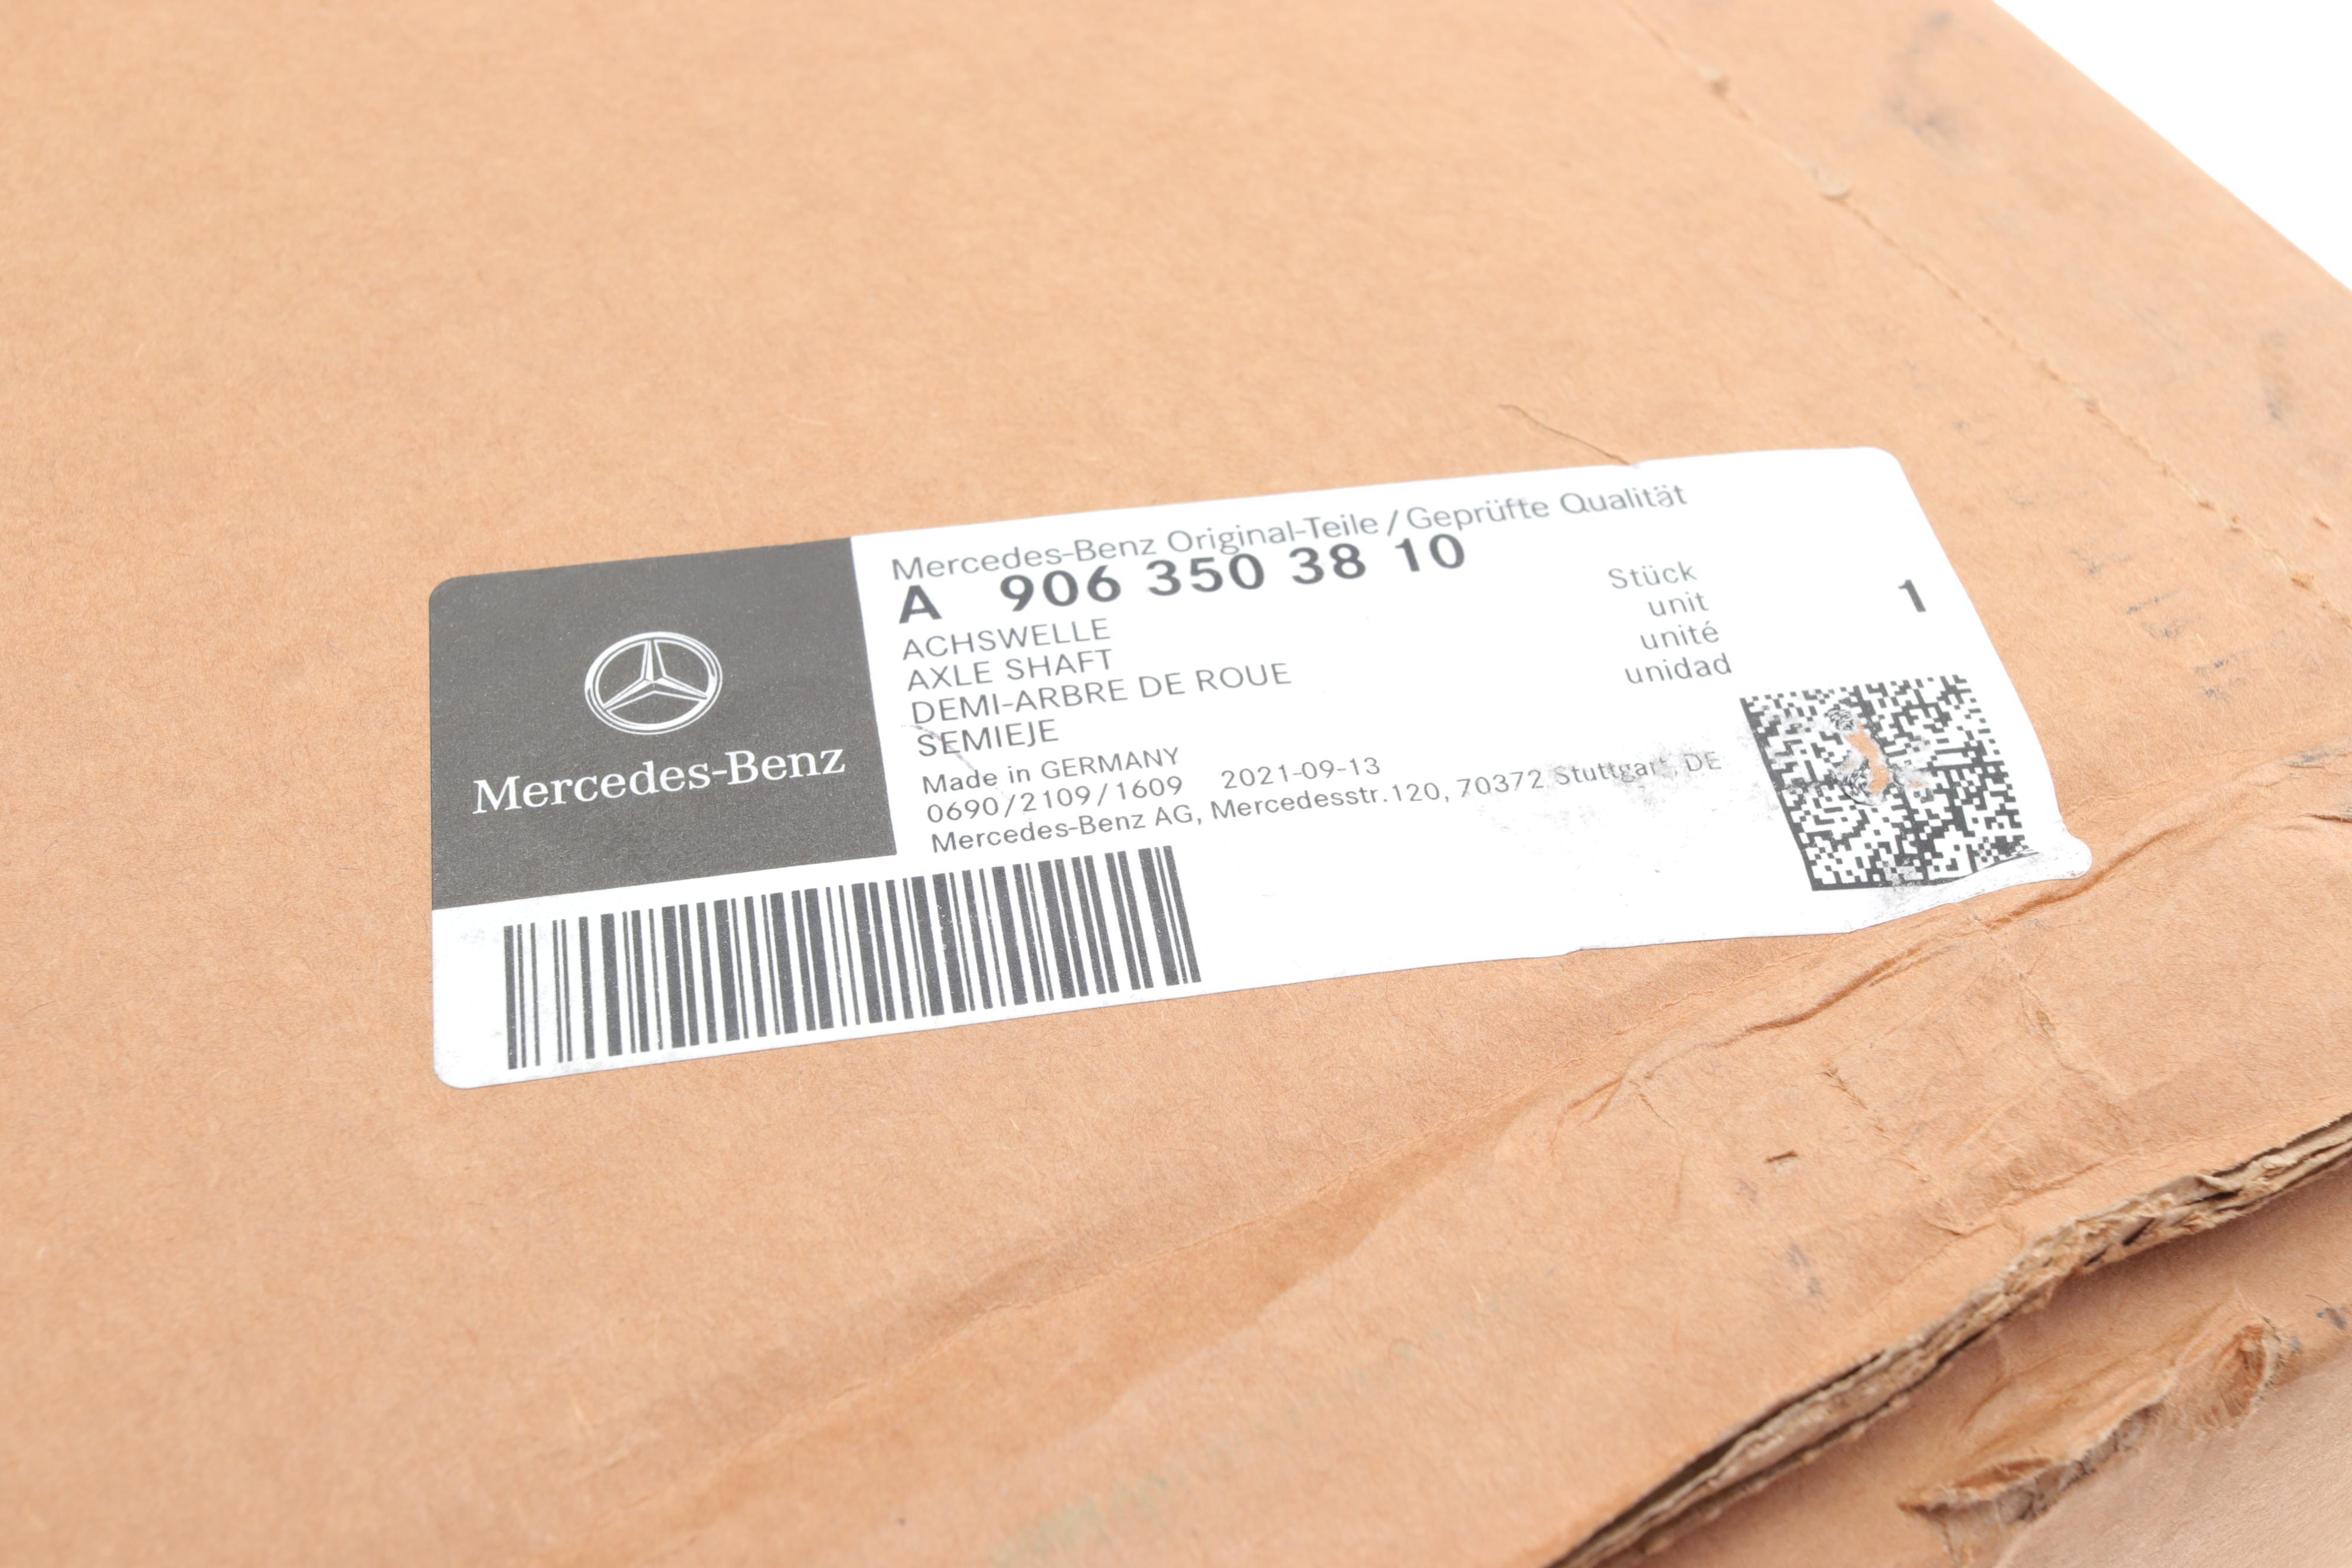 Mercedes-Benz
Mercedes-Benz Original-Teile / Geprüfte Qualität
A 906 350 38 10
ACHSWELLE
AXLE SHAFT
DEMI-ARBRE DE ROUE
SEMIEJE
Stück
unit
unité
unidad
1
Made in GERMANY
0690/2109/1609 2021-09-13
Mercedes-Benz AG, Mercedesstr.120, 70372 Stuttgart, DE